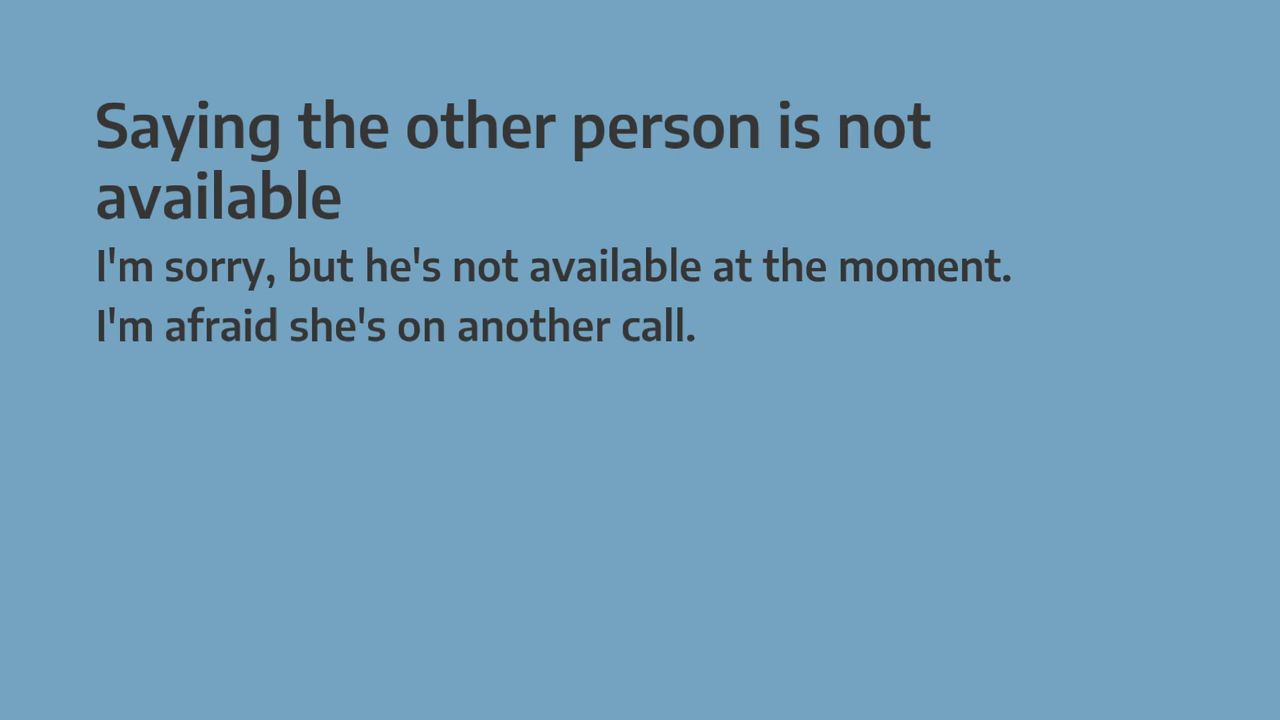 Saying the other person is not
available
I'm sorry, but he's not available at the moment.
I'm afraid she's on another call.